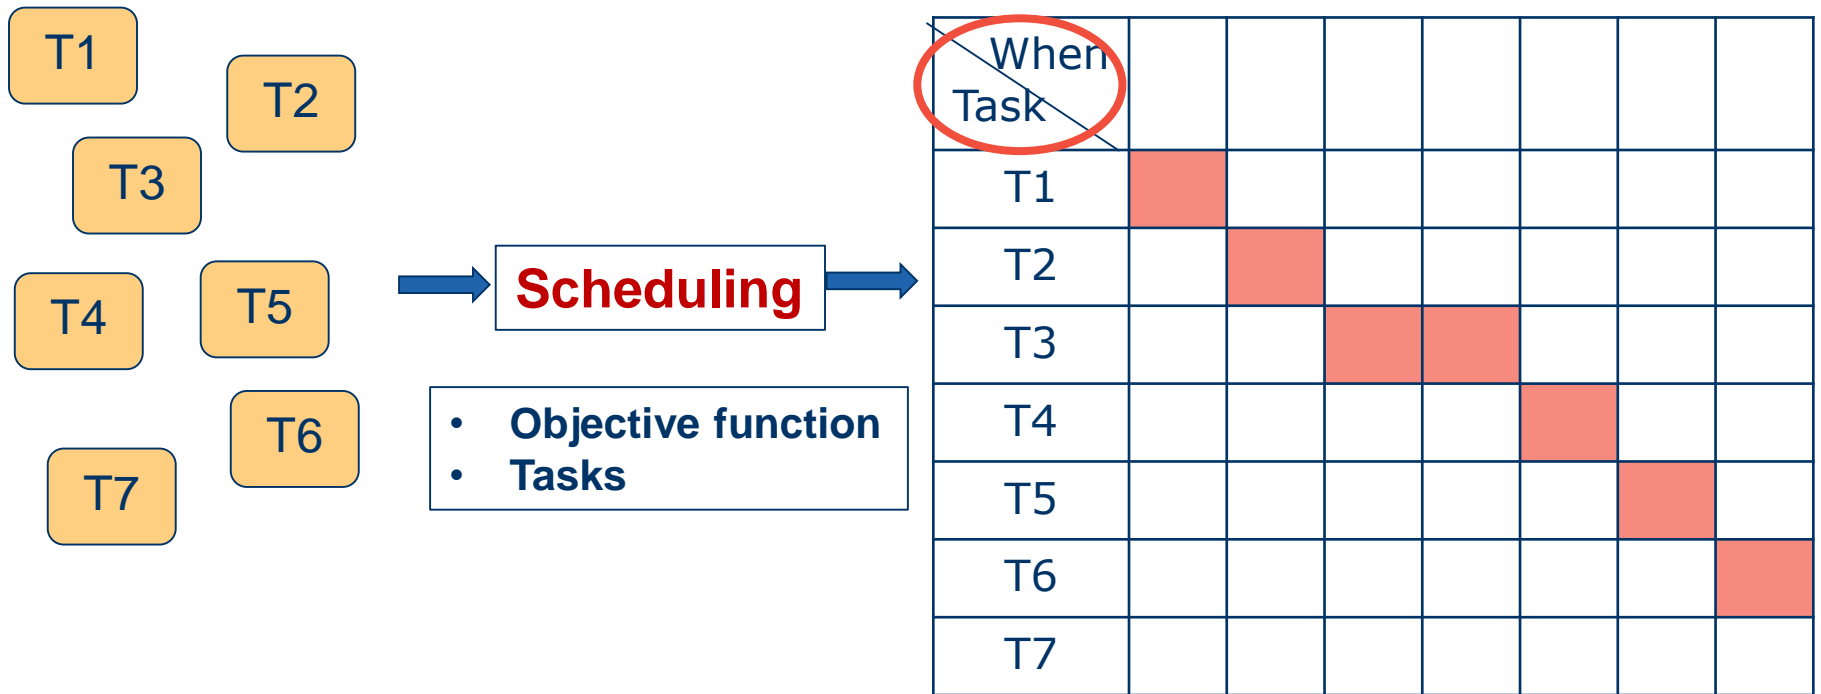 T1
T2
T3
T4
T5
T6
T7
Scheduling
• Objective function
• Tasks
When
Task
T1
T2
T3
T4
T5
T6
T7